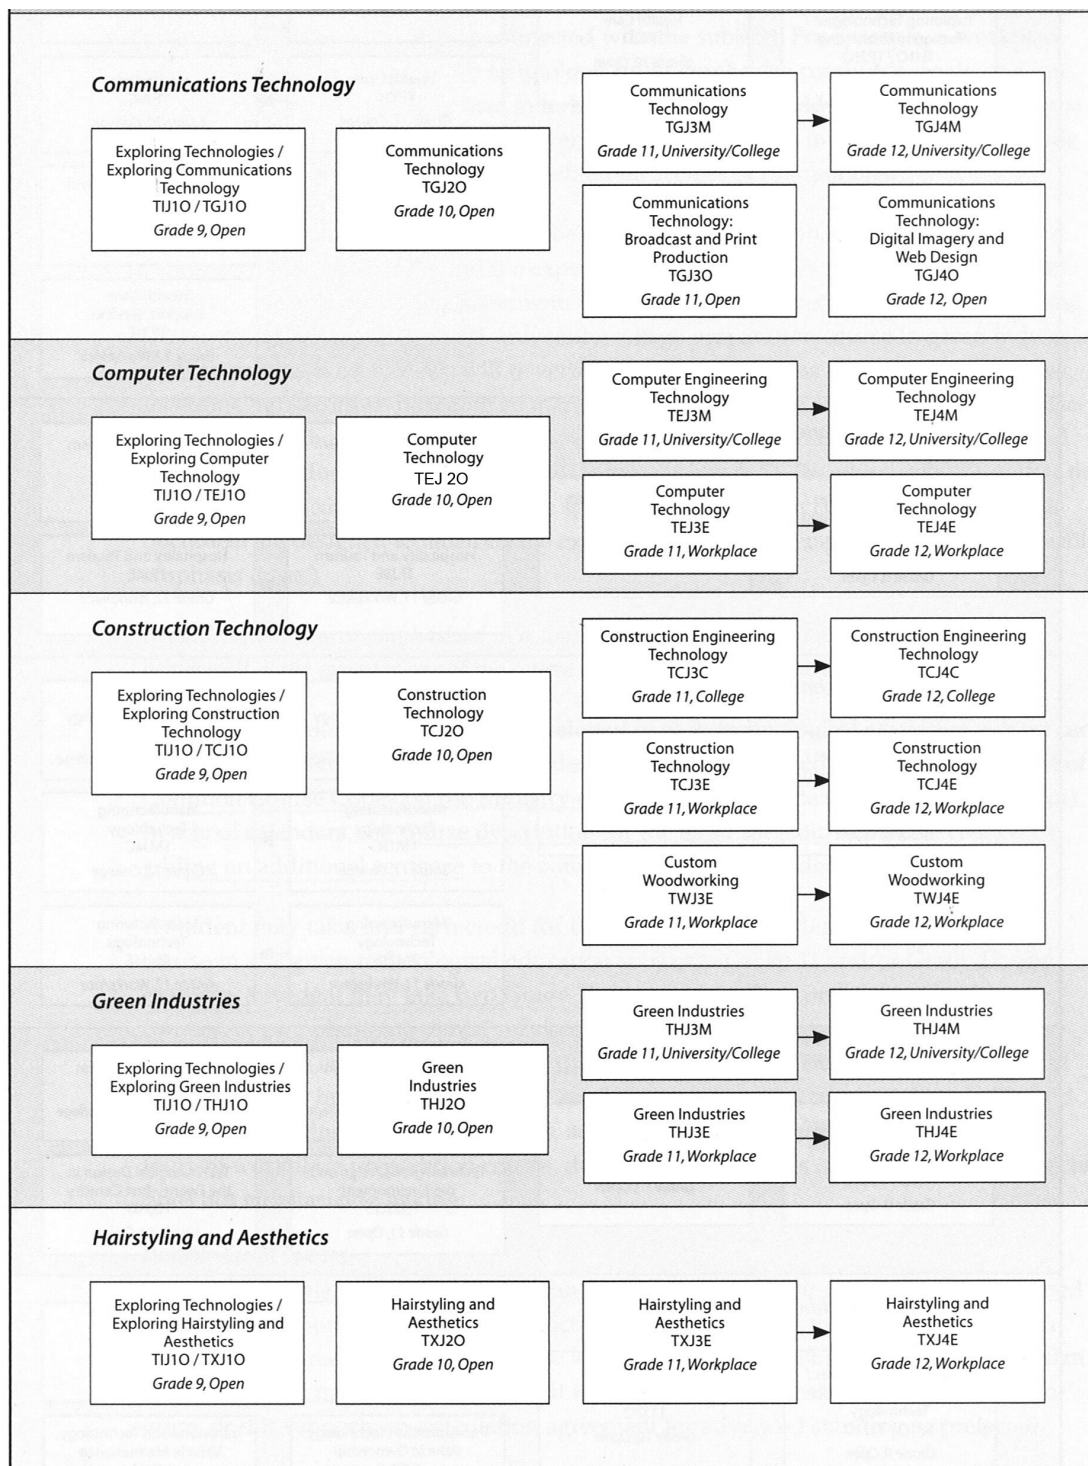 Communications Technology
Exploring Technologies /
Exploring Communications
Technology
TIJ1O / TGJ1O
Grade 9, Open
Communications
Technology
TGJ2O
Grade 10, Open
Communications
Technology
TGJ3M
Grade 11, University/College
Communications
Technology
TGJ4M
Grade 12, University/College
Communications
Technology:
Broadcast and Print
Production
TGJ3O
Grade 11, Open
Communications
Technology:
Digital Imagery and
Web Design
TGJ4O
Grade 12, Open
Computer Technology
Exploring Technologies /
Exploring Computer
Technology
TIJ1O / TEJ1O
Grade 9, Open
Computer
Technology
TEJ 2O
Grade 10, Open
Computer Engineering
Technology
TEJ3M
Grade 11, University/College
Computer Engineering
Technology
TEJ4M
Grade 12, University/College
Computer
Technology
TEJ3E
Grade 11, Workplace
Computer
Technology
TEJ4E
Grade 12, Workplace
Construction Technology
Exploring Technologies /
Exploring Construction
Technology
TIJ1O / TCJ1O
Grade 9, Open
Construction
Technology
TCJ2O
Grade 10, Open
Construction Engineering
Technology
TCJ3C
Grade 11, College
Construction Engineering
Technology
TCJ4C
Grade 12, College
Construction
Technology
TCJ3E
Grade 11, Workplace
Construction
Technology
TCJ4E
Grade 12, Workplace
Custom
Woodworking
TWJ3E
Grade 11, Workplace
Custom
Woodworking
TWJ4E
Grade 12, Workplace
Green Industries
Exploring Technologies /
Exploring Green Industries
TIJ1O / THJ1O
Grade 9, Open
Green
Industries
THJ2O
Grade 10, Open
Green Industries
THJ3M
Grade 11, University/College
Green Industries
THJ4M
Grade 12, University/College
Green Industries
THJ3E
Grade 11, Workplace
Green Industries
THJ4E
Grade 12, Workplace
Hairstyling and Aesthetics
Exploring Technologies /
Exploring Hairstyling and
Aesthetics
TIJ1O / TXJ1O
Grade 9, Open
Hairstyling and
Aesthetics
TXJ2O
Grade 10, Open
Hairstyling and
Aesthetics
TXJ3E
Grade 11, Workplace
Hairstyling and
Aesthetics
TXJ4E
Grade 12, Workplace